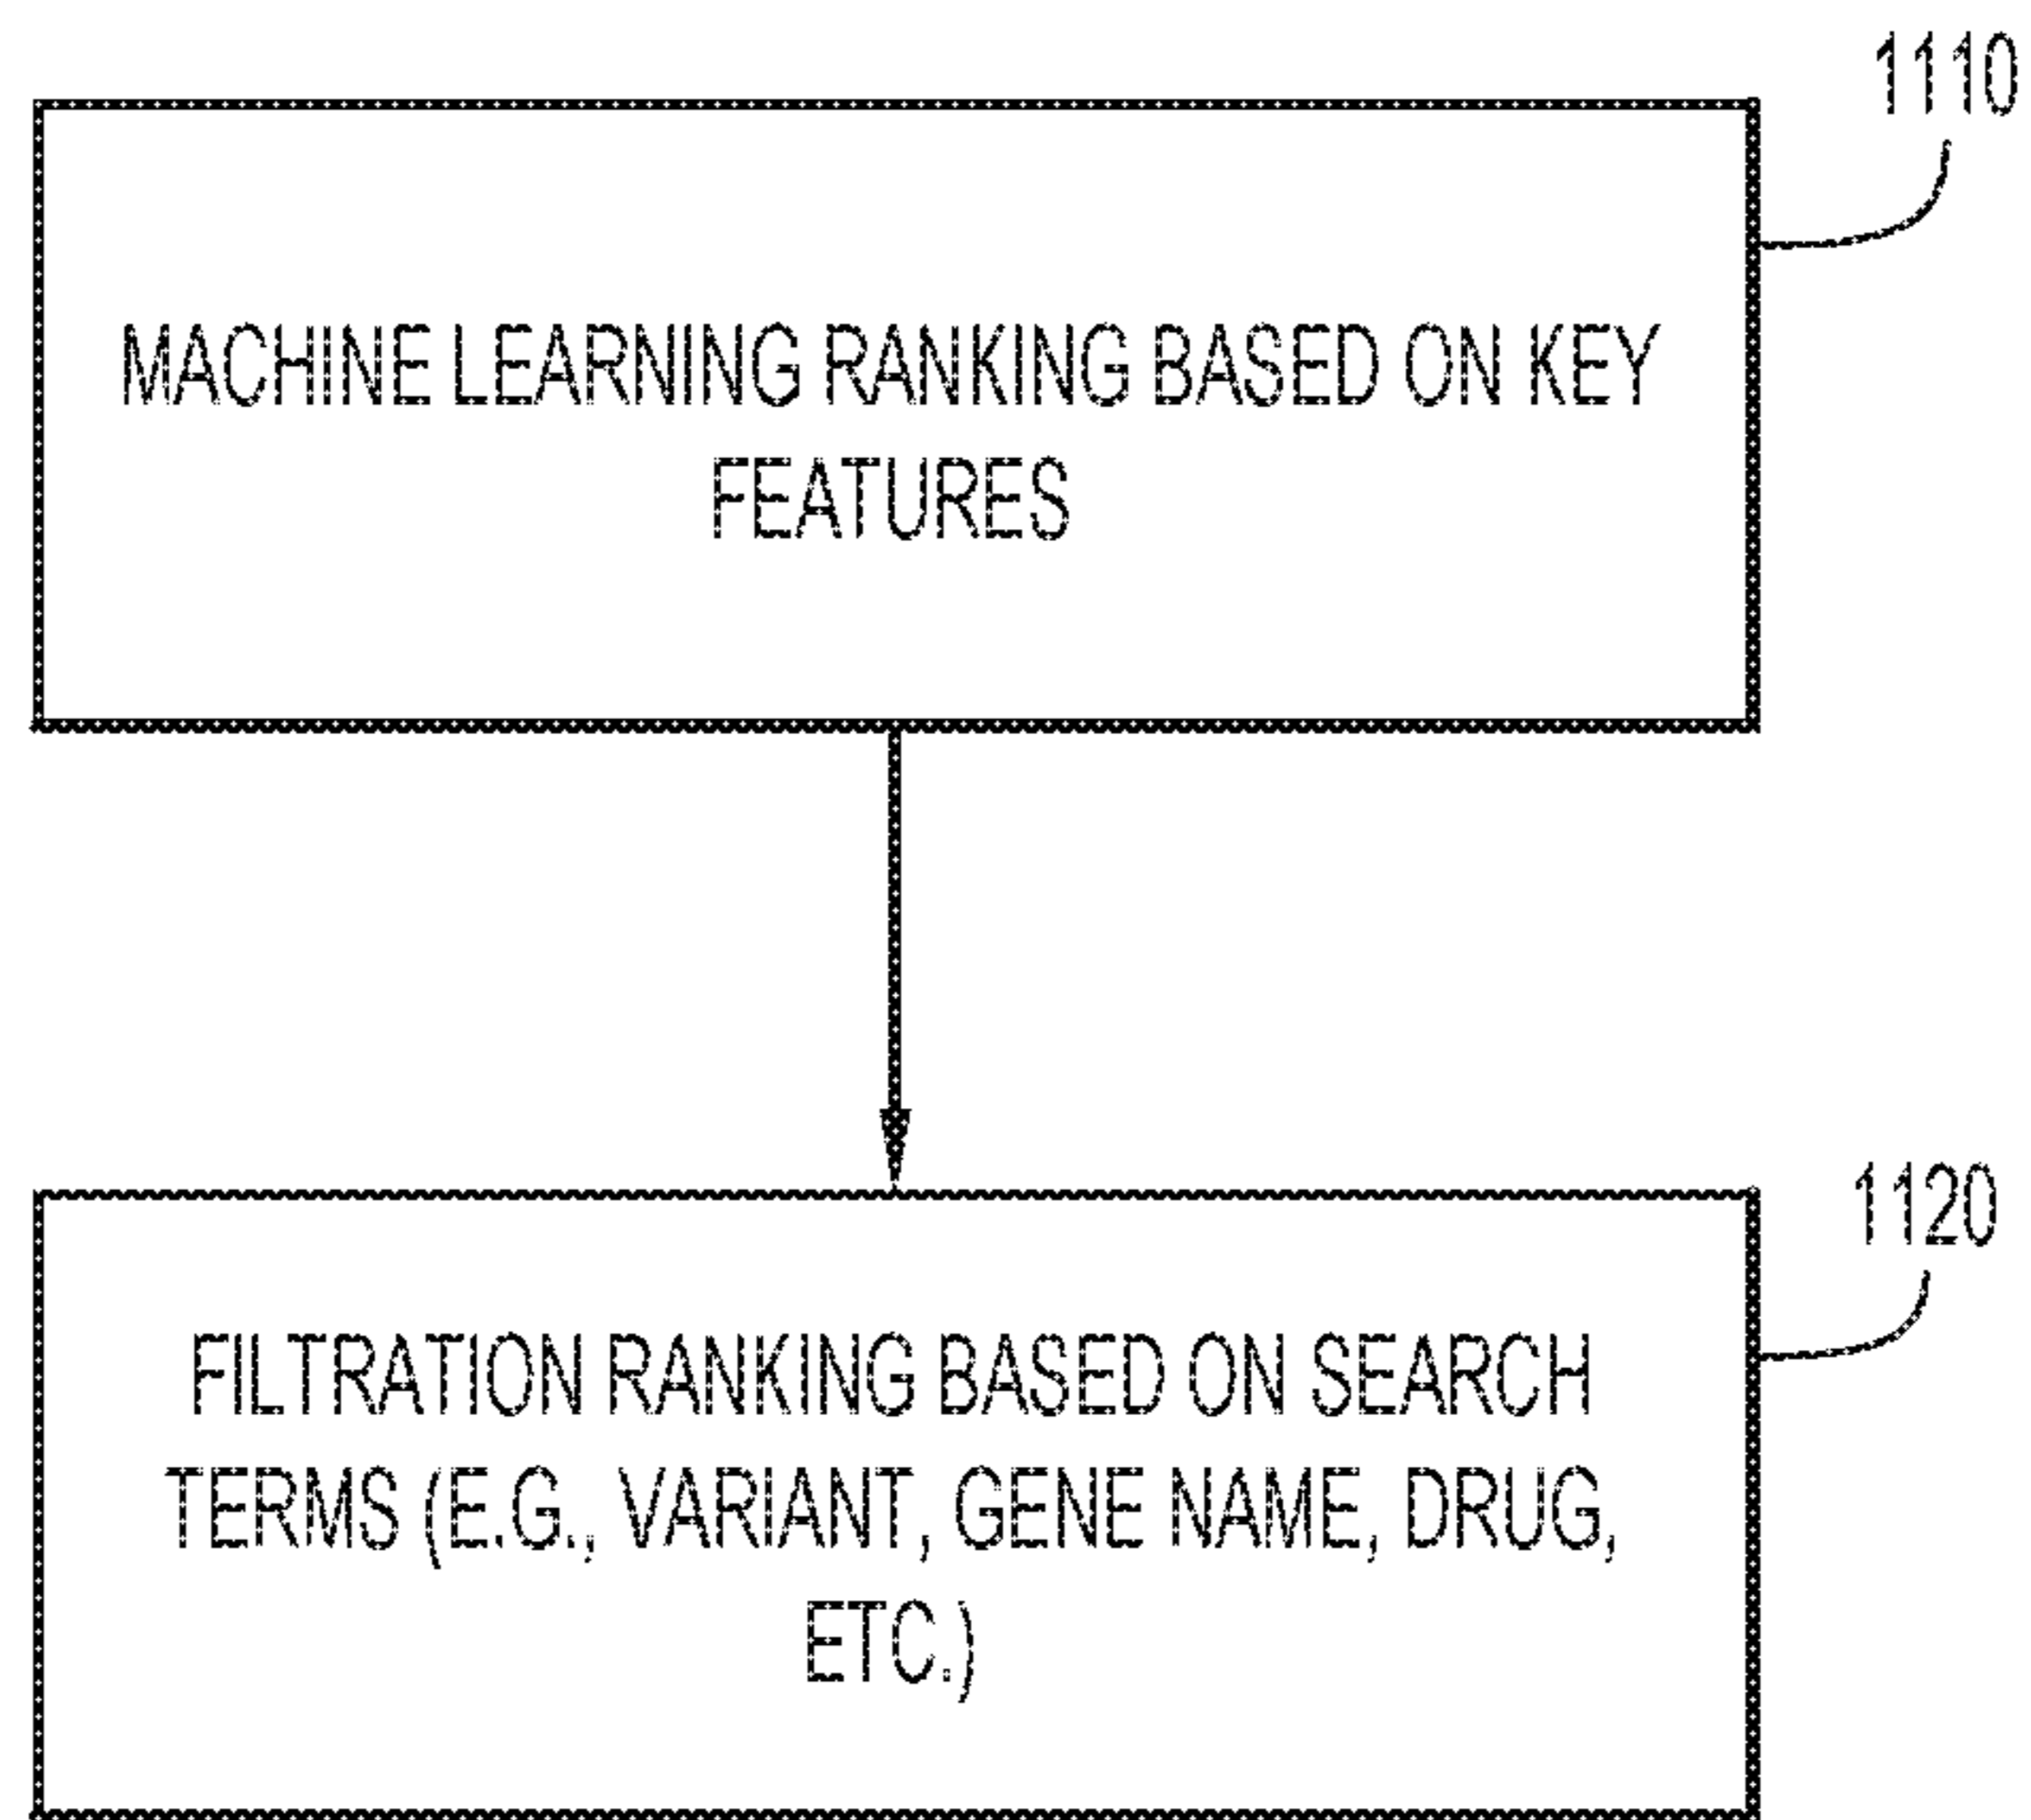 1110
MACHINE LEARNING RANKING BASED ON KEY
FEATURES
1120
FILTRATION RANKING BASED ON SEARCH
TERMS (E.G., VARIANT, GENE NAME, DRUG,
ETC.)